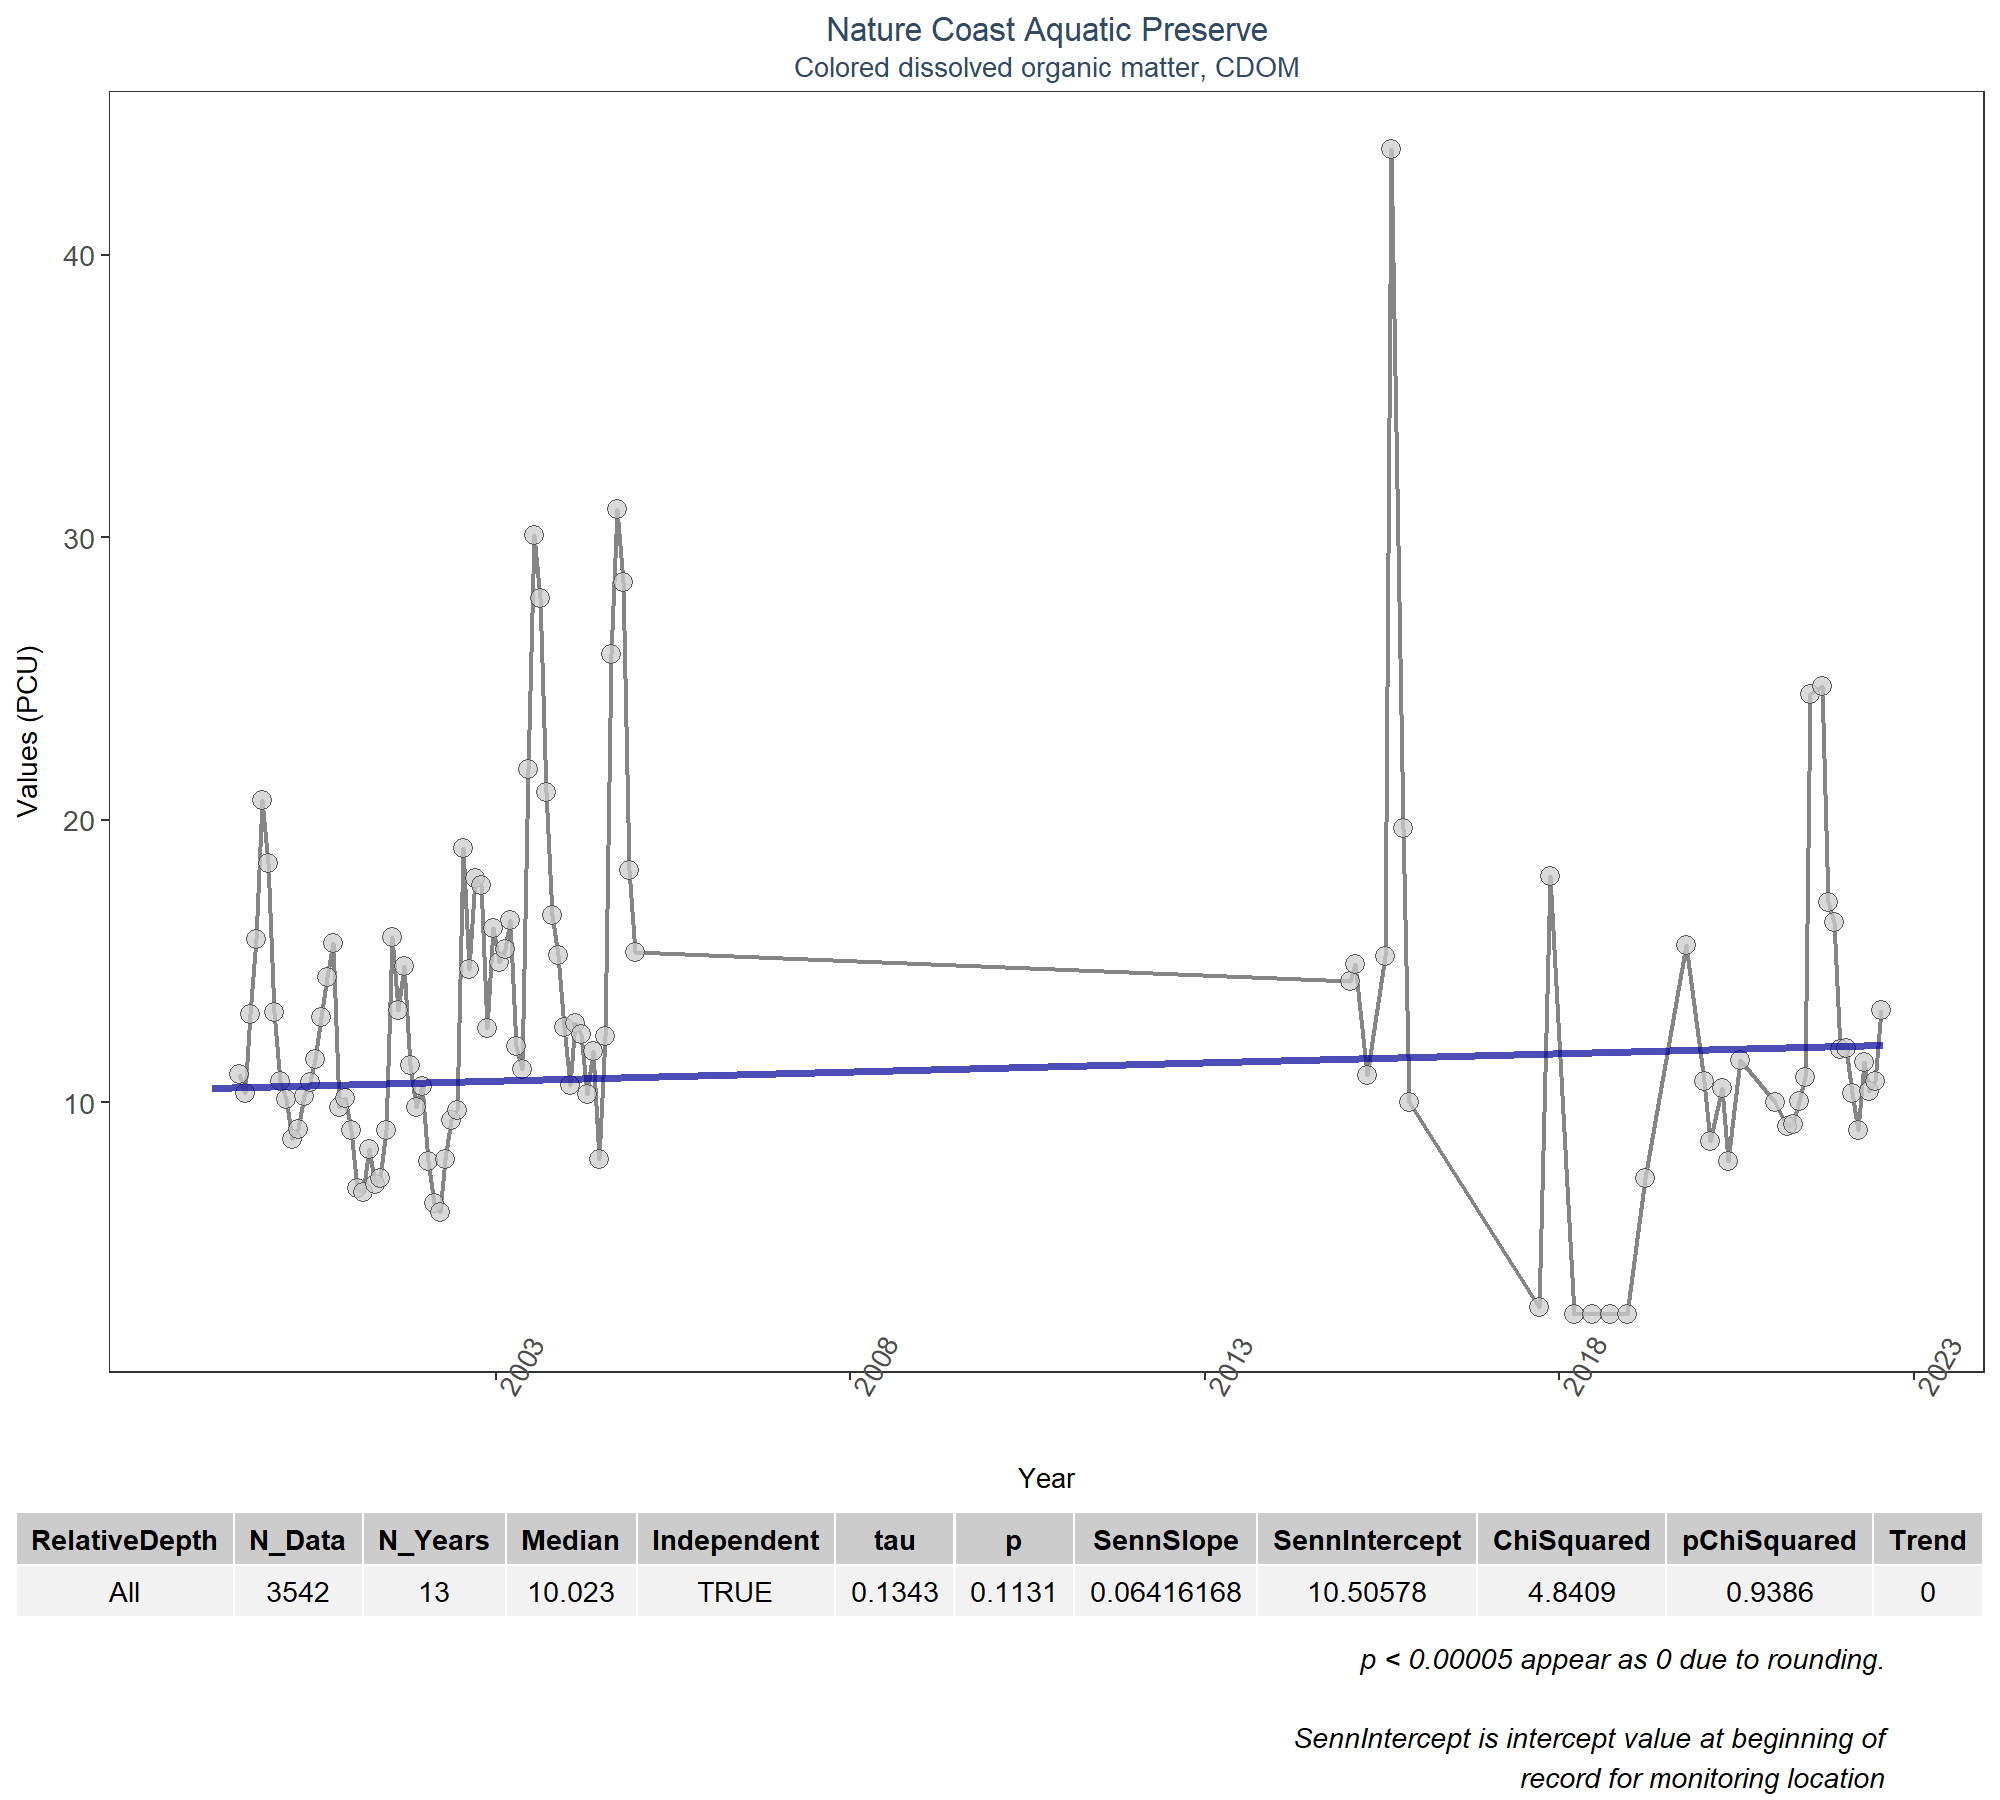 Nature Coast Aquatic Preserve
Colored dissolved organic matter, CDOM
40
30
20
10
Values (PCU)
2003
2008
2013
2018
2023
Year
RelativeDepth N_Data N_Years Median Independent tau p SennSlope SennIntercept ChiSquared pChiSquared Trend
All 3542 13 10.023 TRUE 0.1343 0.1131 0.06416168 10.50578 4.8409 0.9386 0
p < 0.00005 appear as 0 due to rounding.
SennIntercept is intercept value at beginning of
record for monitoring location